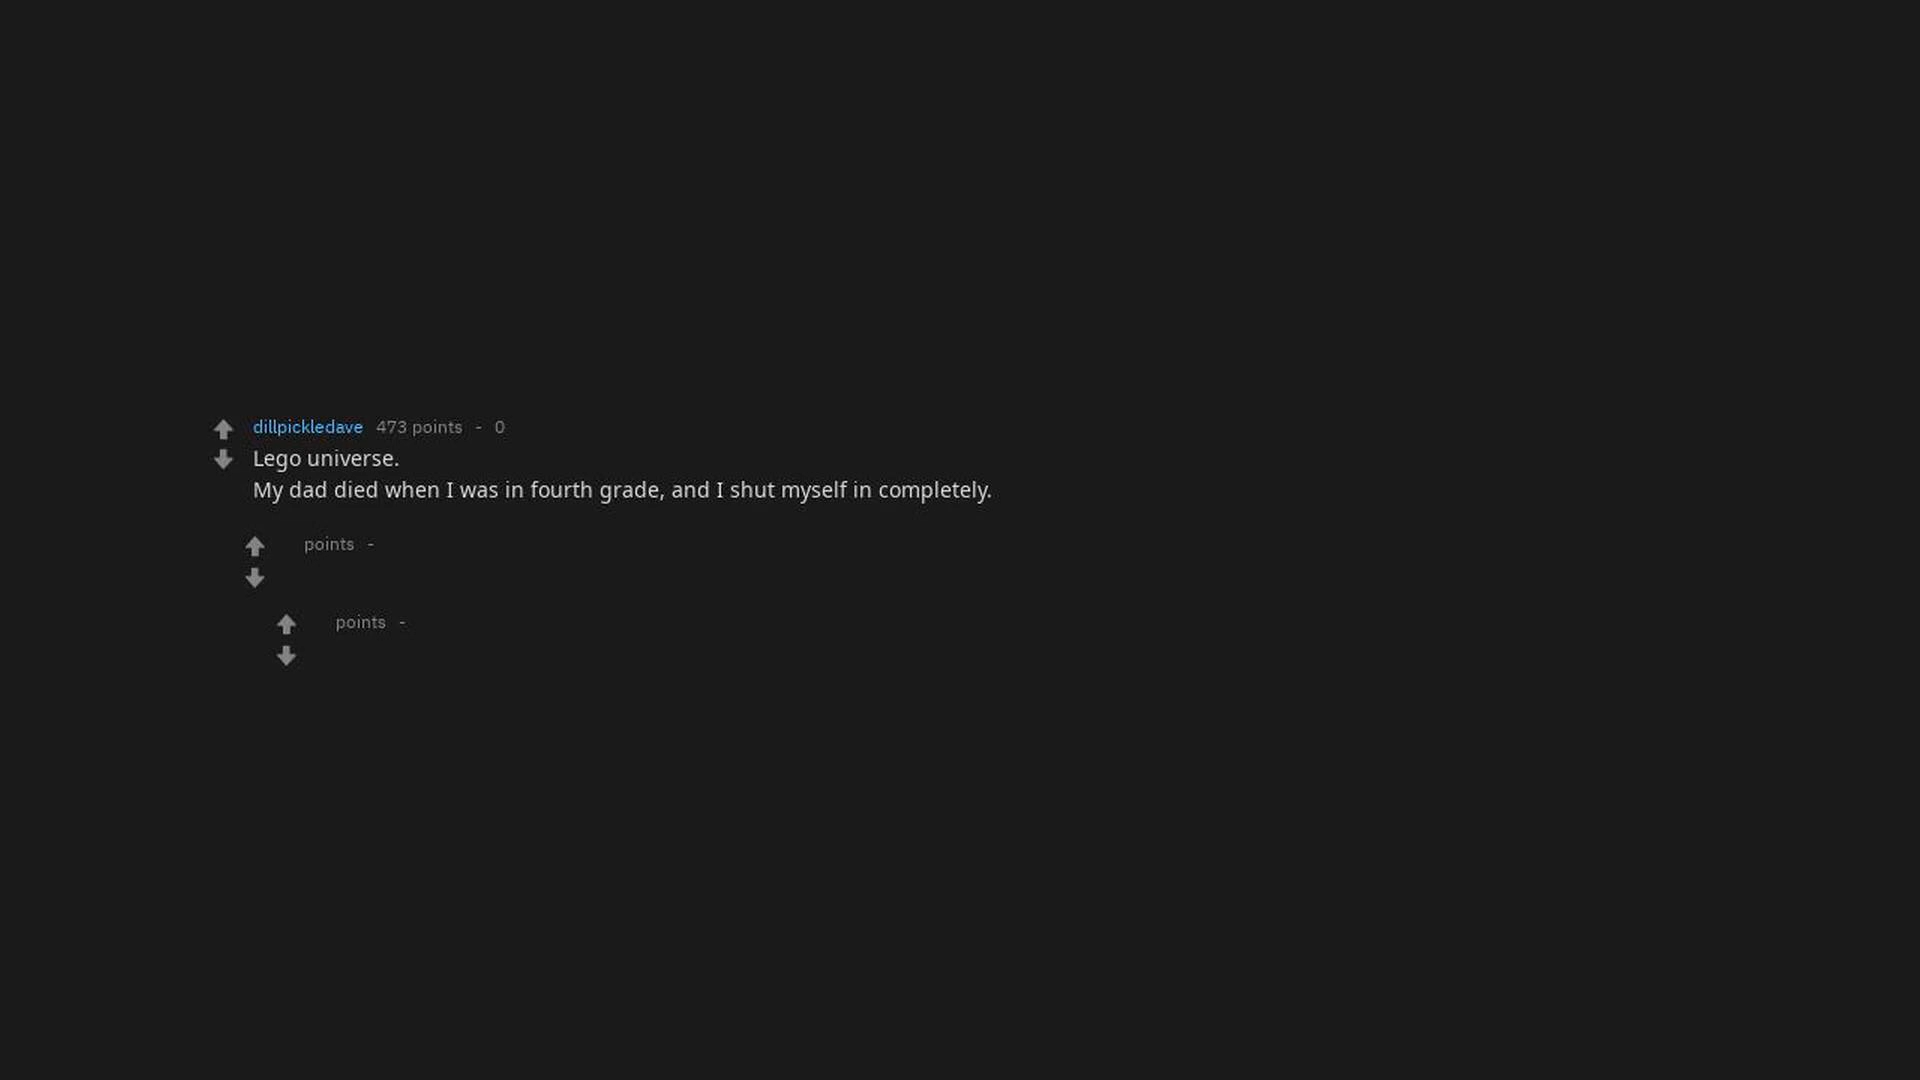 dillpickledave 473 points - 0
Lego universe.
My dad died when I was in fourth grade, and I shut myself in completely.
points -
points -